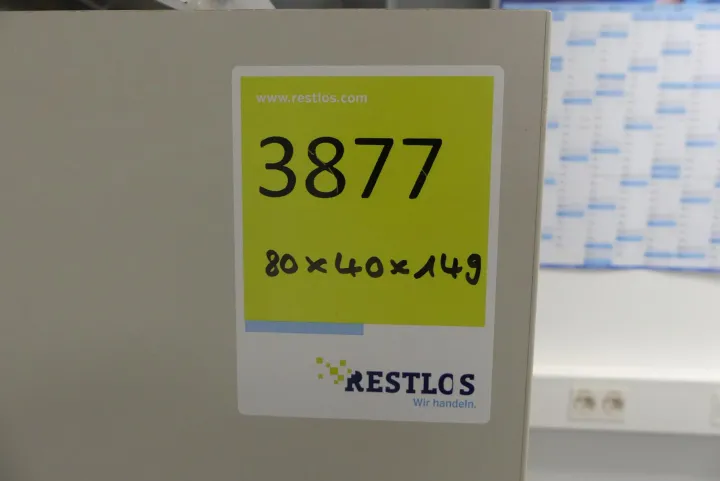 www.restlos.com
3877
80x40x149
RESTLOS
Wir handeln.